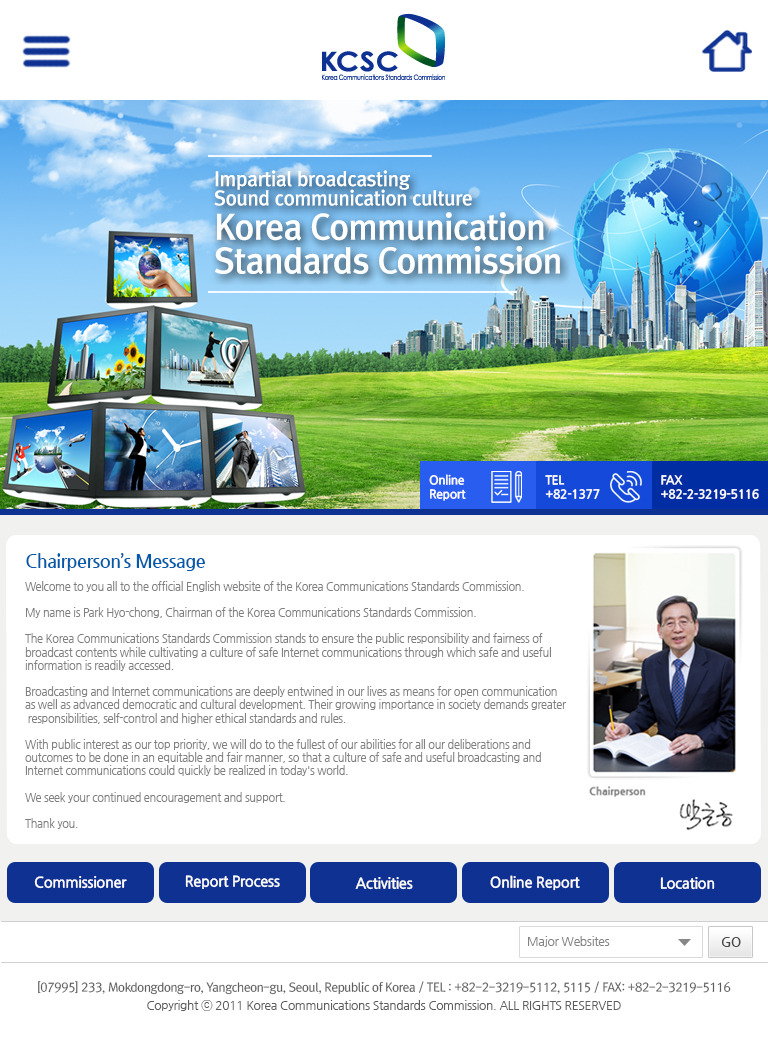 KCSC
Korea Communications Standards Commission
Impartial broadcasting
Sound communication culture
Korea Communication
Standards Commission
Online
Report
TEL
+82-1377
FAX
+82-2-3219-5116
Chairperson's Message
Welcome to you all to the official English website of the Korea Communications Standards Commission.
My name is Park Hyo-chong, Chairman of the Korea Communications Standards Commission.
The Korea Communications Standards Commission stands to ensure the public responsibility and fairness of
broadcast contents while cultivating a culture of safe Internet communications through which safe and useful
information is readily accessed.
Broadcasting and Internet communications are deeply entwined in our lives as means for open communication
as well as advanced democratic and cultural development. Their growing importance in society demands greater
responsibilities, self-control and higher ethical standards and rules.
With public interest as our top priority, we will do to the fullest of our abilities for all our deliberations and
outcomes to be done in an equitable and fair manner, so that a culture of safe and useful broadcasting and
Internet communications could quickly be realized in today's world.
We seek your continued encouragement and support.
Thank you.
Chairperson
Commissioner
Report Process
Activities
Online Report
Location
Major Websites
GO
[07995] 233, Mokdongdong-ro, Yangcheon-gu, Seoul, Republic of Korea / TEL : +82-2-3219-5112, 5115 / FAX: +82-2-3219-5116
Copyright ⓒ 2011 Korea Communications Standards Commission. ALL RIGHTS RESERVED